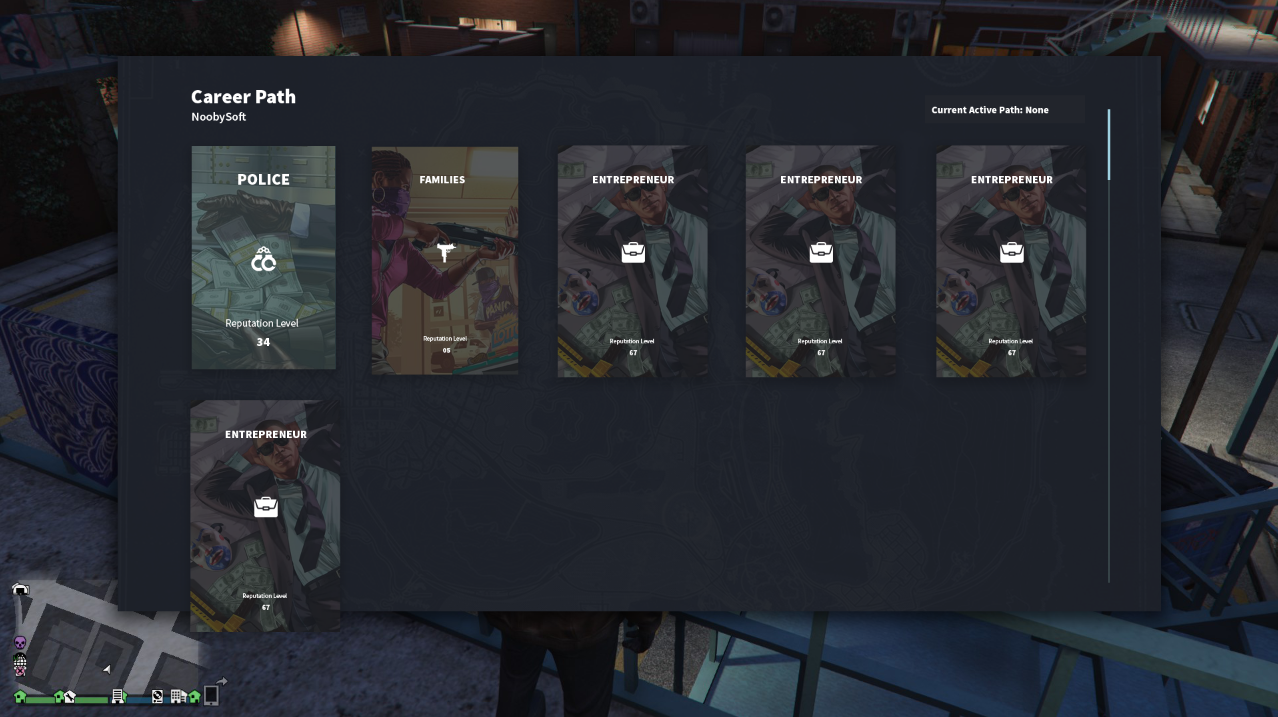 Career Path
NoobySoft
Current Active Path: None
POLICE
Reputation Level
34
FAMILIES
Reputation Level
05
ENTREPRENEUR
Reputation Level
67
ENTREPRENEUR
Reputation Level
67
ENTREPRENEUR
Reputation Level
67
ENTREPRENEUR
Reputation Level
67